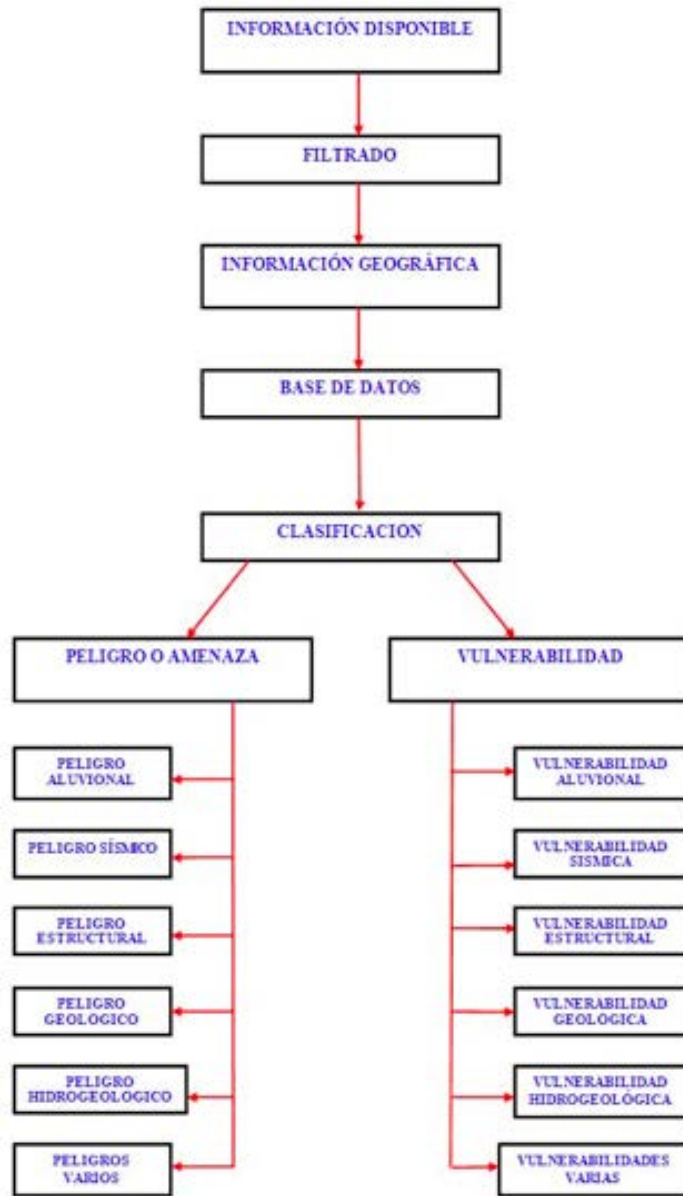 INFORMACIÓN DISPONIBLE
FILTRADO
INFORMACIÓN GEOGRÁFICA
BASE DE DATOS
CLASIFICACION
PELIGRO O AMENAZA
VULNERABILIDAD
PELIGRO
ALUVIONAL
PELIGRO SÍSMICO
PELIGRO
ESTRUCTURAL
PELIGRO
GEOLOGICO
PELIGRO
HIDROGEOLOGICO
PELIGROS
VARIOS
VULNERABILIDAD
ALUVIONAL
VULNERABILIDAD
SISMICA
VULNERABILIDAD
ESTRUCTURAL
VULNERABILIDAD
GEOLOGICA
VULNERABILIDAD
HIDROGEOLÓGICA
VULNERABILIDADES
VARIAS